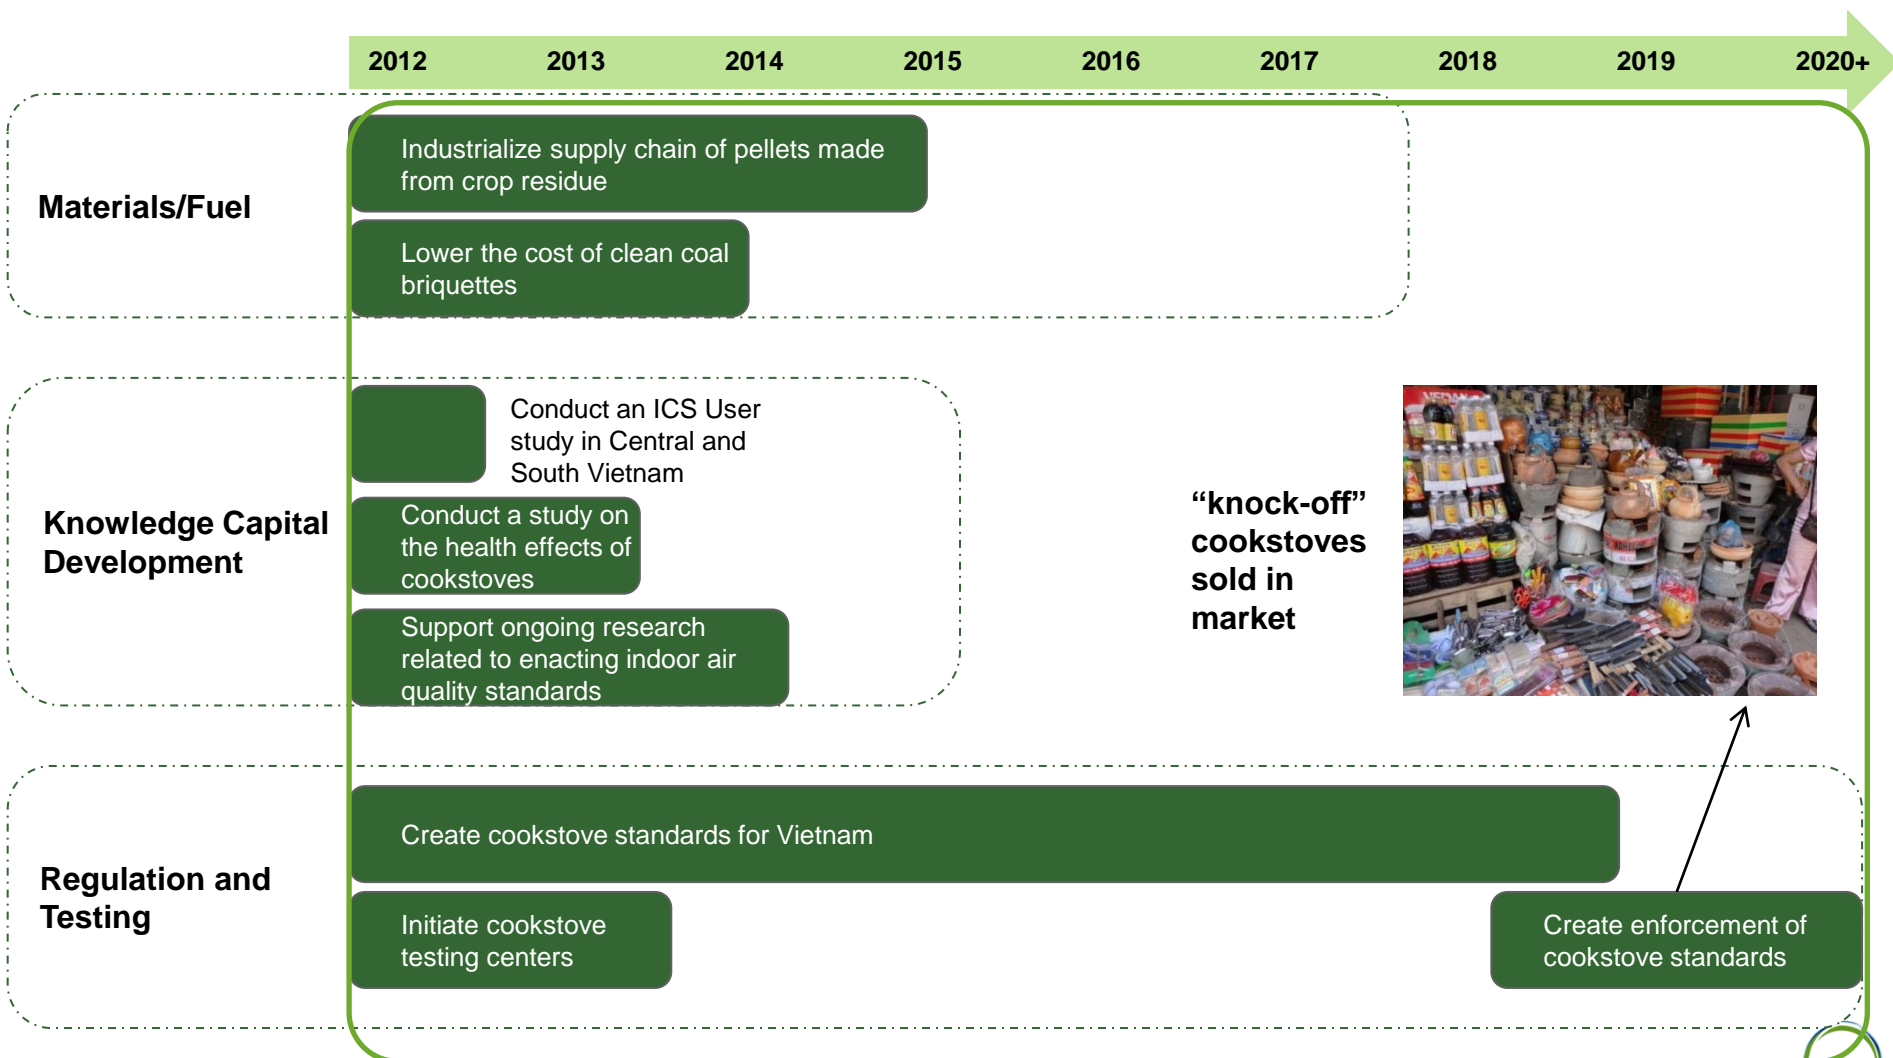 2012 2013 2014 2015 2016 2017 2018 2019 2020+
Materials/Fuel
Industrialize supply chain of pellets made
from crop residue
Lower the cost of clean coal
briquettes
Knowledge Capital
Development
Conduct an ICS User
study in Central and
South Vietnam
Conduct a study on
the health effects of
cookstoves
Support ongoing research
related to enacting indoor air
quality standards
“knock-off”
cookstoves
sold in
market
Regulation and
Testing
Create cookstove standards for Vietnam
Initiate cookstove
testing centers
Create enforcement of
cookstove standards